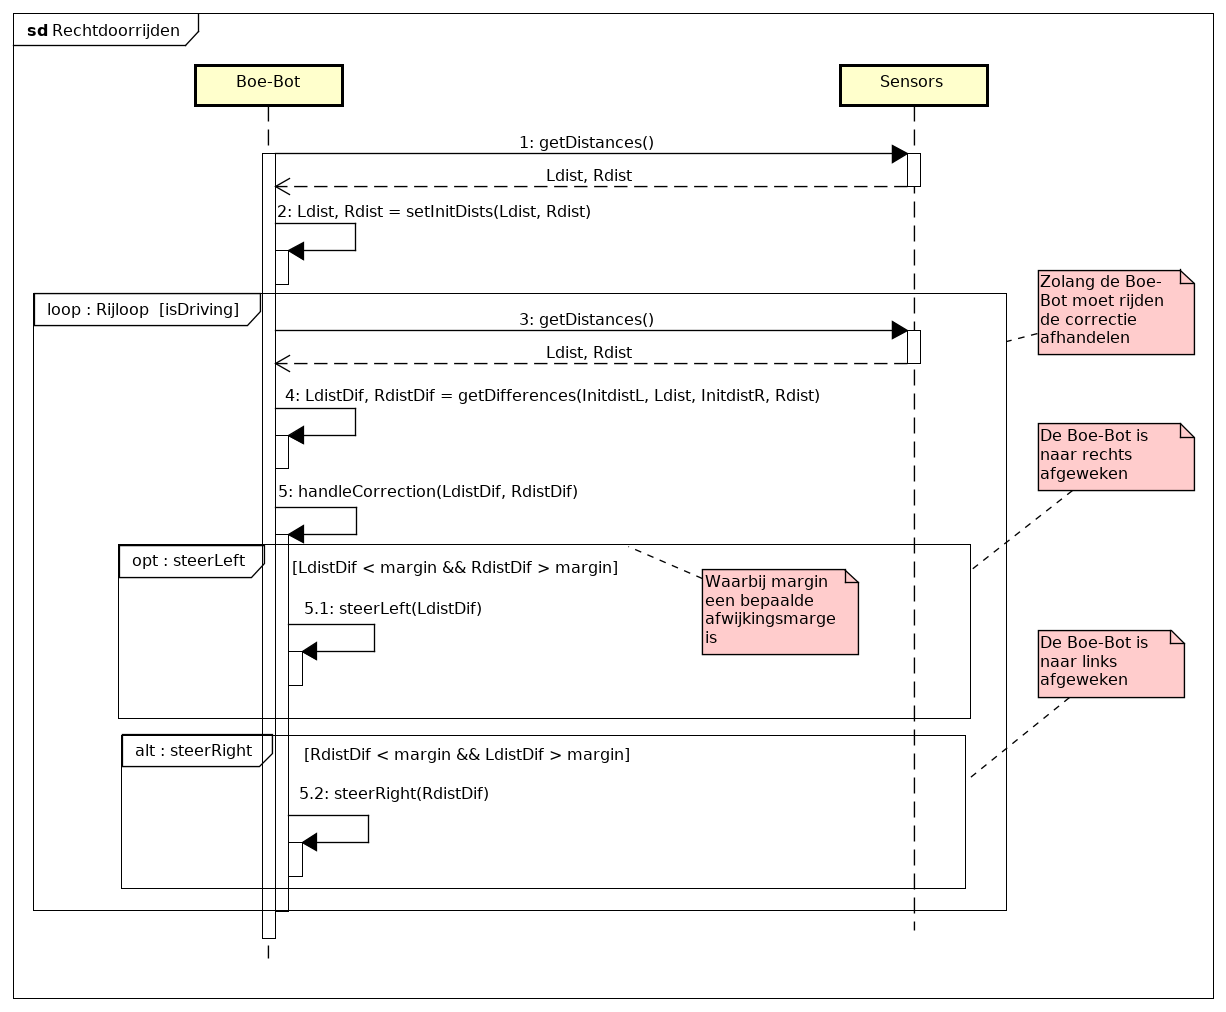 sd Rechtdoorrijden
Boe-Bot
Sensors
1: getDistances()
Ldist, Rdist
2: Ldist, Rdist = setInitDists(Ldist, Rdist)
Zolang de Boe-
Bot moet rijden
de correctie
afhandelen
loop : Rijloop [isDriving]
3: getDistances()
Ldist, Rdist
4: LdistDif, RdistDif = getDifferences(InitdistL, Ldist, InitdistR, Rdist)
De Boe-Bot is
naar rechts
afgeweken
5: handleCorrection(LdistDif, RdistDif)
opt : steerLeft
[LdistDif < margin && RdistDif > margin]
Waarbij margin
een bepaalde
afwijkingsmarge
is
5.1: steerLeft(LdistDif)
De Boe-Bot is
naar links
afgeweken
alt : steerRight
[RdistDif < margin && LdistDif > margin]
5.2: steerRight(RdistDif)